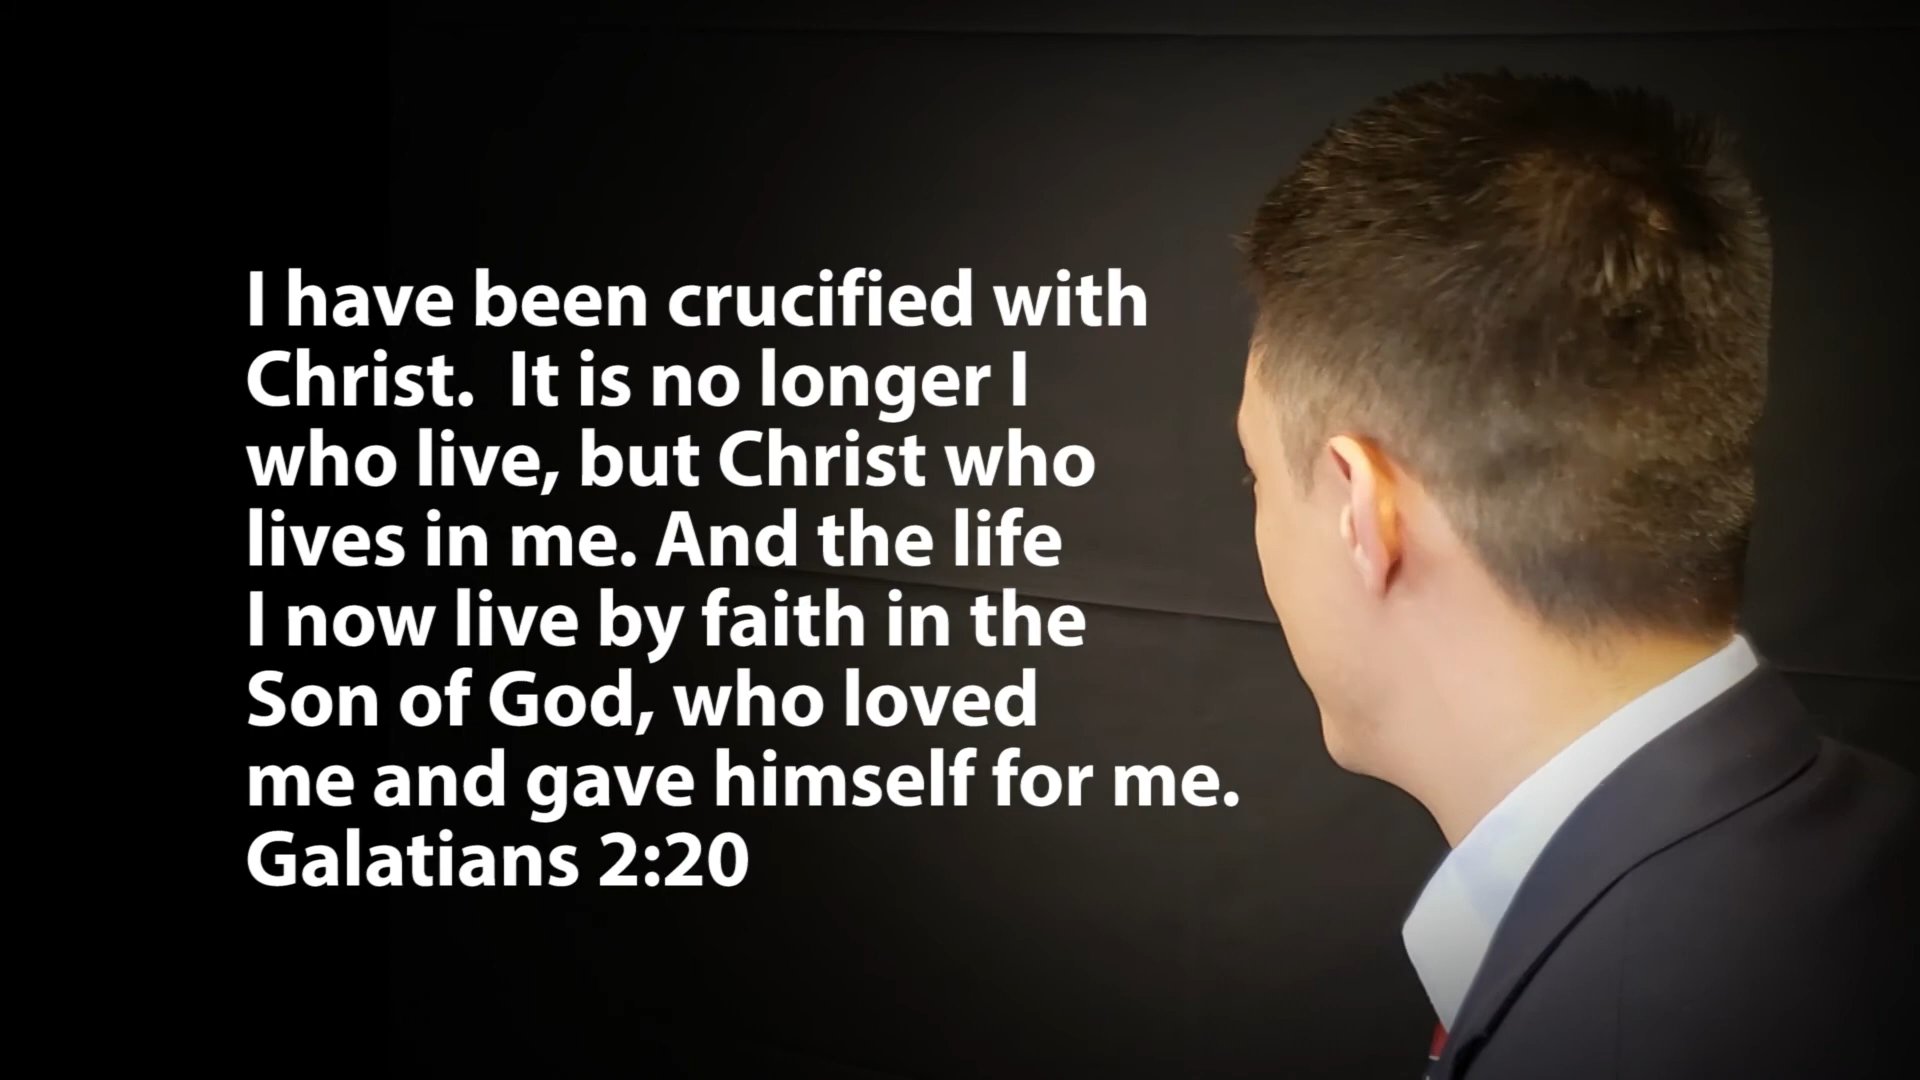 I have been crucified with
Christ.  It is no longer I
who live, but Christ who
lives in me. And the life
I now live by faith in the
Son of God, who loved
me and gave himself for me.
Galatians 2:20